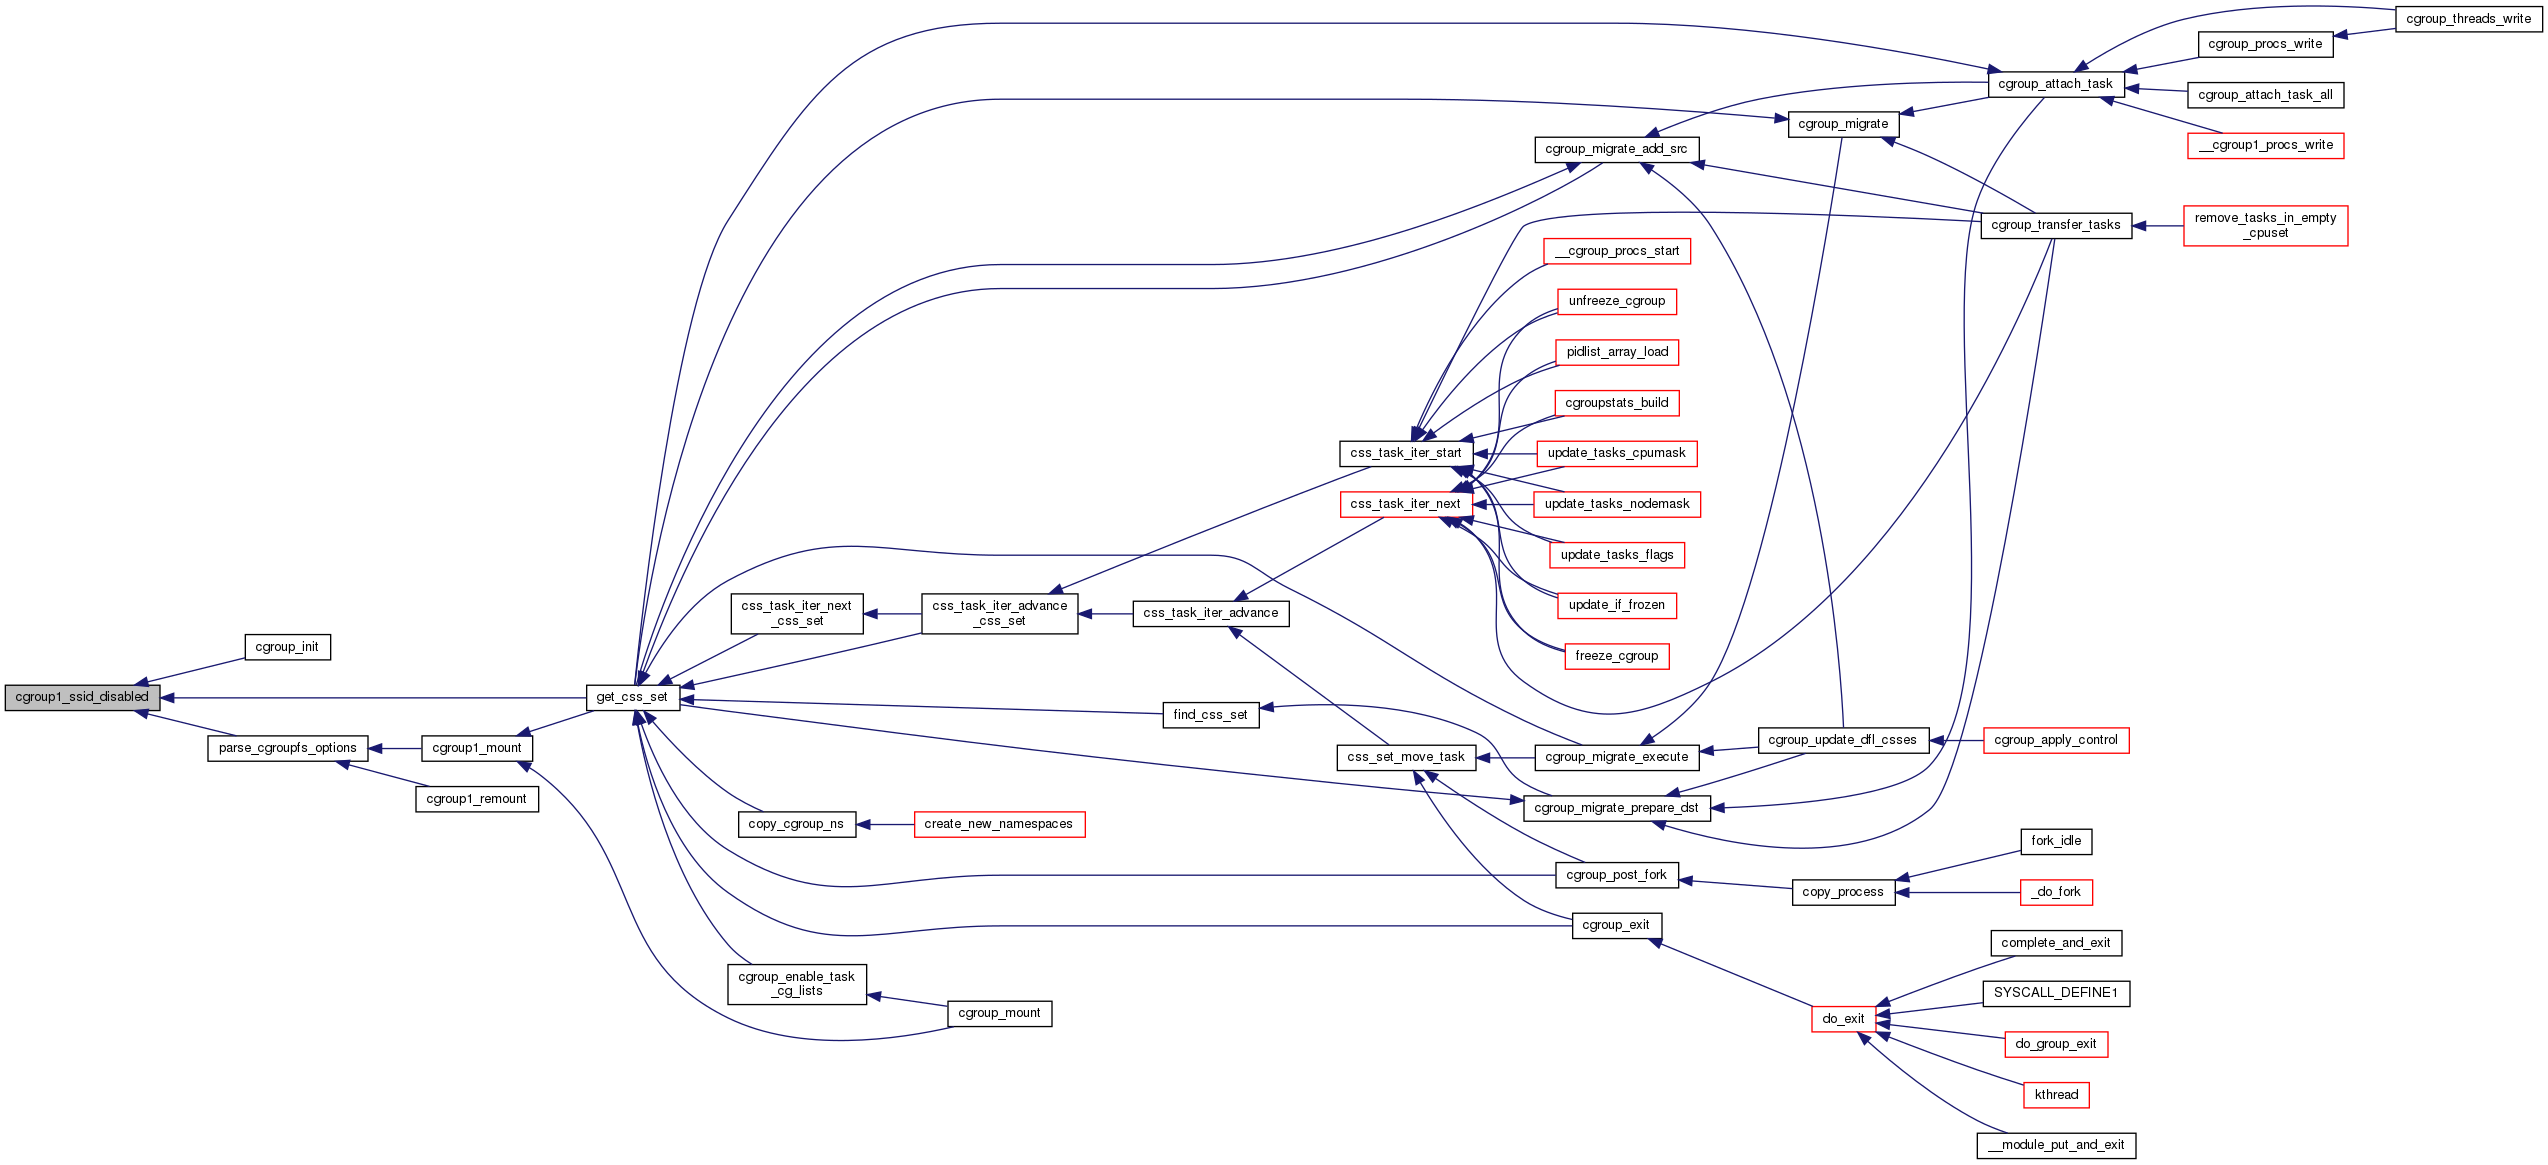 cgroup_threads_write
cgroup_procs_write
cgroup_attach_task
cgroup_attach_task_all
cgroup_migrate
__cgroup1_procs_write
cgroup_migrate_add_src
remove_tasks_in_empty
_cpuset
cgroup_transfer_tasks
__cgroup_procs_start
unfreeze_cgroup
pidlist_array_load
cgroupstats_build
css_task_iter_start
update_tasks_cpumask
css_task_iter_next
update_tasks_nodemask
update_tasks_flags
css_task_iter_next
_css_set
css_task_iter_advance
_css_set
css_task_iter_advance
update_if_frozen
cgroup_init
freeze_cgroup
cgroup1_ssid_disabled
get_css_set
find_css_set
parse_cgroupfs_options
cgroup1_mount
css_set_move_task
cgroup_migrate_execute
cgroup_update_dfl_csses
cgroup_apply_control
cgroup1_remount
cgroup_migrate_prepare_dst
copy_cgroup_ns
create_new_namespaces
fork_idle
cgroup_post_fork
copy_process
_do_fork
cgroup_exit
complete_and_exit
cgroup_enable_task
_cg_lists
SYSCALL_DEFINE1
cgroup_mount
do_exit
do_group_exit
kthread
__module_put_and_exit